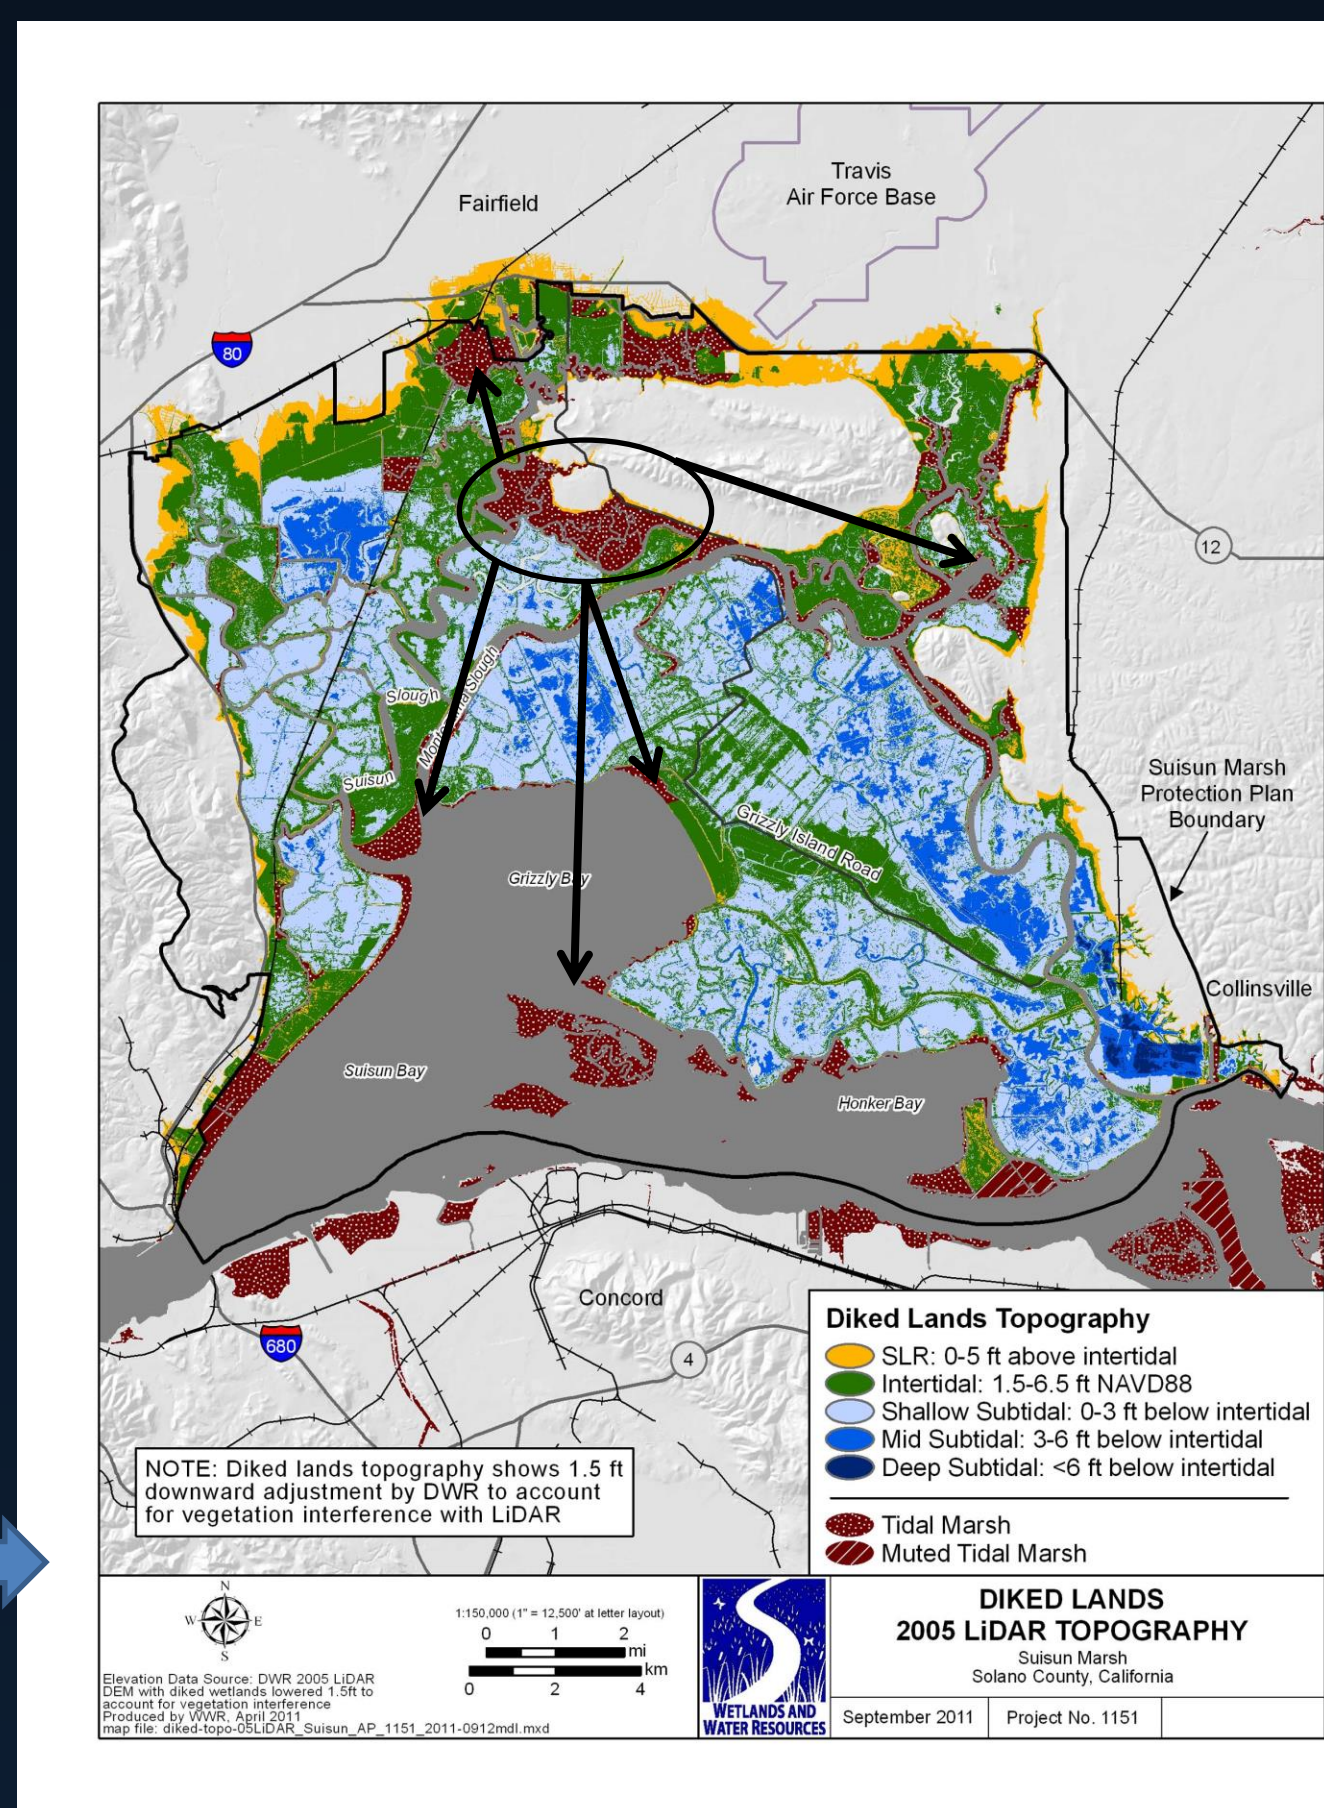 Travis
Air Force Base
Fairfield
80
12
Slough
Slough
Suisun
Suisun Marsh
Protection Plan
Boundary
Grizzly Island Road
Grizzly Bay
Collinsville
Suisun Bay
Honker Bay
Concord
680
4
Diked Lands Topography
SLR: 0-5 ft above intertidal
Intertidal: 1.5-6.5 ft NAVD88
Shallow Subtidal: 0-3 ft below intertidal
Mid Subtidal: 3-6 ft below intertidal
Deep Subtidal: <6 ft below intertidal
Tidal Marsh
Muted Tidal Marsh
NOTE: Diked lands topography shows 1.5 ft
downward adjustment by DWR to account
for vegetation interference with LiDAR
N
W E
S
1:150,000 (1" = 12,500' at letter layout)
0 1 2
mi
km
0 2 4
Elevation Data Source: DWR 2005 LiDAR
DEM with diked wetlands lowered 1.5ft to
account for vegetation interference
Produced by WWR, April 2011
map file: diked-topo-05LiDAR_Suisun_AP_1151_2011-0912mdl.mxd
WETLANDS AND
WATER RESOURCES
DIKED LANDS
2005 LiDAR TOPOGRAPHY
Suisun Marsh
Solano County, California
September 2011
Project No. 1151